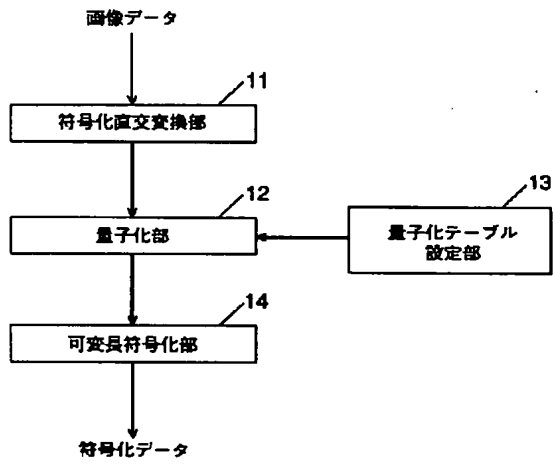 画像データ
11
符号化直交変換部
12
量子化部
13
量子化テーブル
設定部
14
可変長符号化部
符号化データ